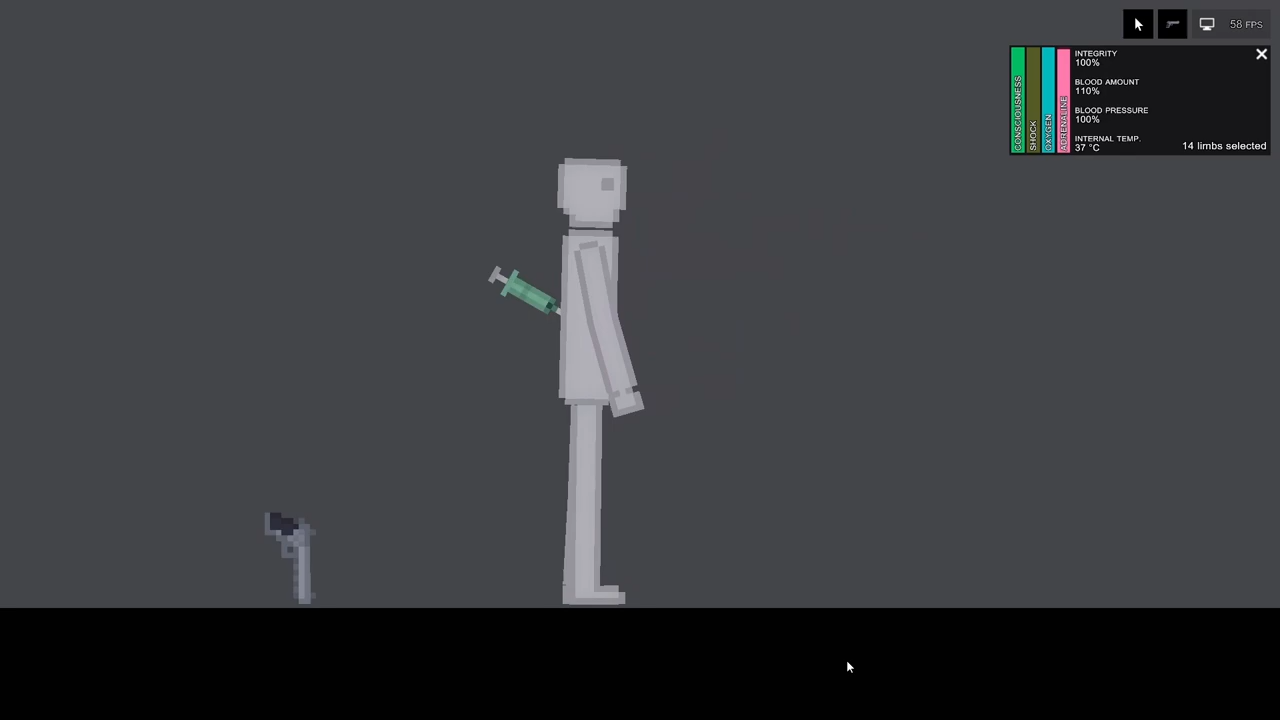 58 FPS
CONSCIOUSNESS
SHOCK
OXYGEN
ADRENALINE
INTEGRITY
100%
BLOOD AMOUNT
110%
BLOOD PRESSURE
100%
INTERNAL TEMP.
37 °C
14 limbs selected